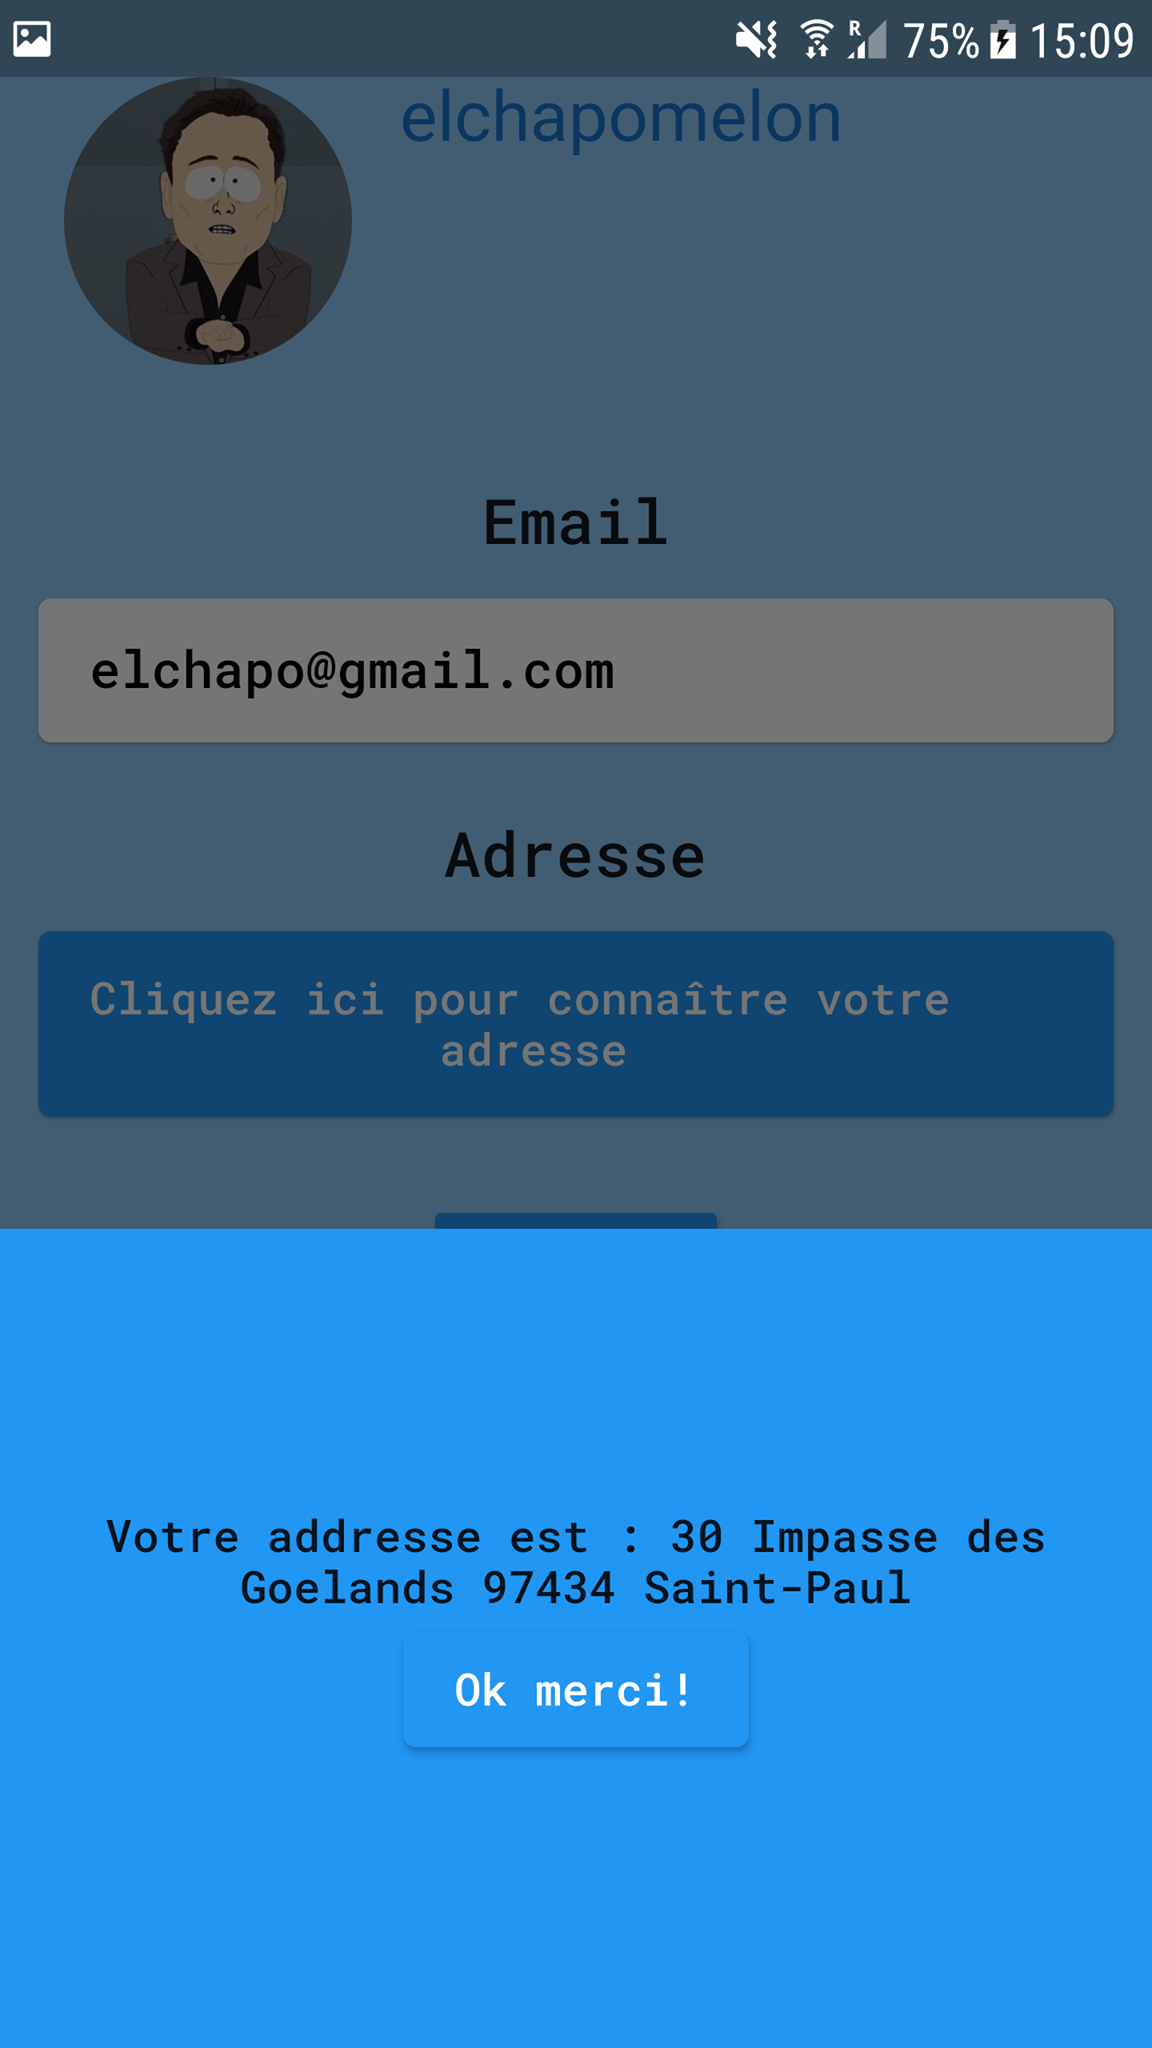 R 75% 15:09
elchapomelon
Email
elchapo@gmail.com
Adresse
Cliquez ici pour connaître votre
adresse
Votre addresse est : 30 Impasse des
Goelands 97434 Saint-Paul
Ok merci!